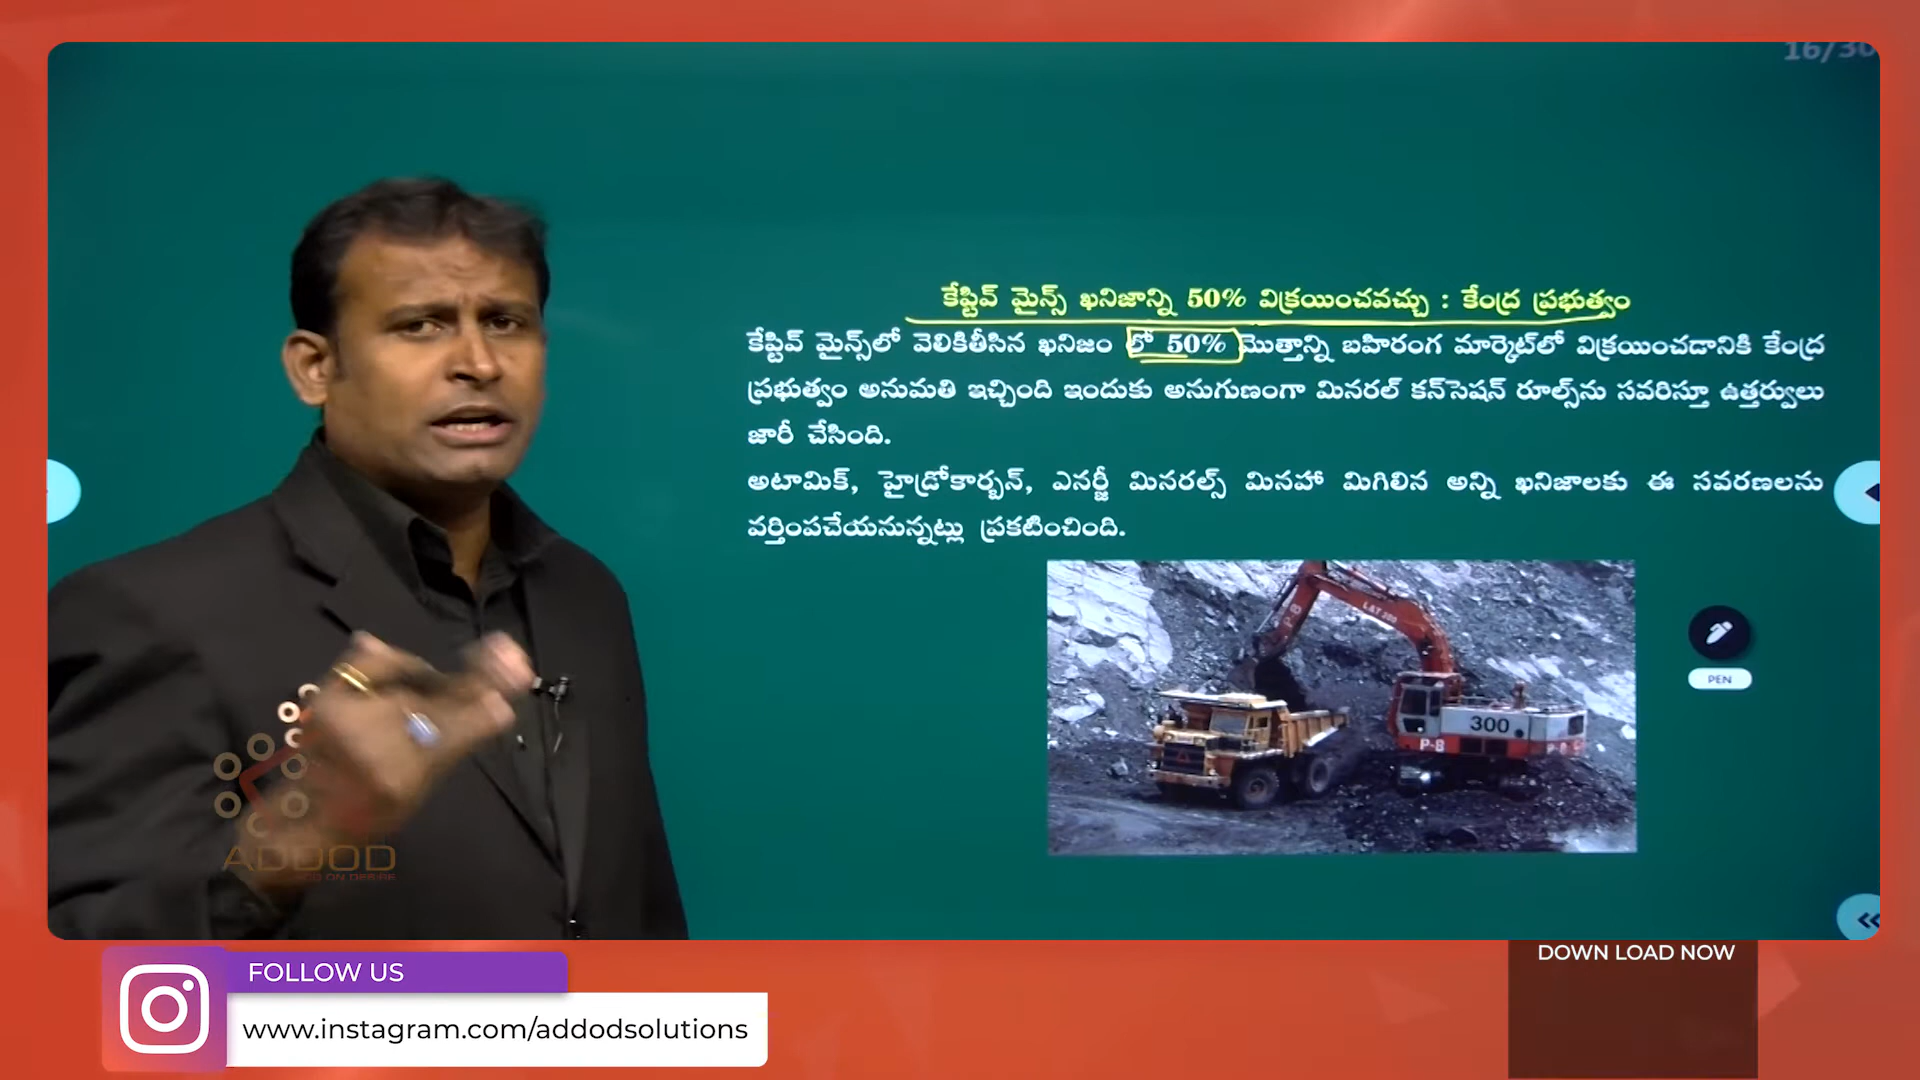 16/30
కేప్టివ్ మైన్స్ ఖనిజాన్ని 50% విక్రయించవచ్చు : కేంద్ర ప్రభుత్వం
కేప్టివ్ మైన్స్‌లో వెలికితీసిన ఖనిజం లో 50% మొత్తాన్ని బహిరంగ మార్కెట్‌లో విక్రయించడానికి కేంద్ర
ప్రభుత్వం అనుమతి ఇచ్చింది ఇందుకు అనుగుణంగా మినరల్ కన్‌సెషన్ రూల్స్‌ను సవరిస్తూ ఉత్తర్వులు
జారీ చేసింది.
అటామిక్, హైడ్రోకార్బన్, ఎనర్జీ మినరల్స్ మినహా మిగిలిన అన్ని ఖనిజాలకు ఈ సవరణలను
వర్తింపచేయనున్నట్లు ప్రకటించింది.
L&T 300
300
P-8
PEN
ADDOD
FOLLOW US
www.instagram.com/addodsolutions
DOWN LOAD NOW